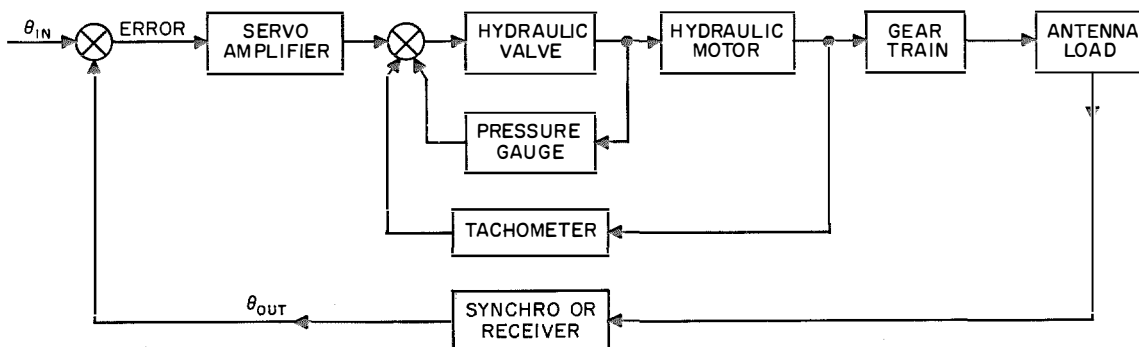 θIN
ERROR
SERVO
AMPLIFIER
HYDRAULIC
VALVE
HYDRAULIC
MOTOR
GEAR
TRAIN
ANTENNA
LOAD
PRESSURE
GAUGE
TACHOMETER
θOUT
SYNCHRO OR
RECEIVER